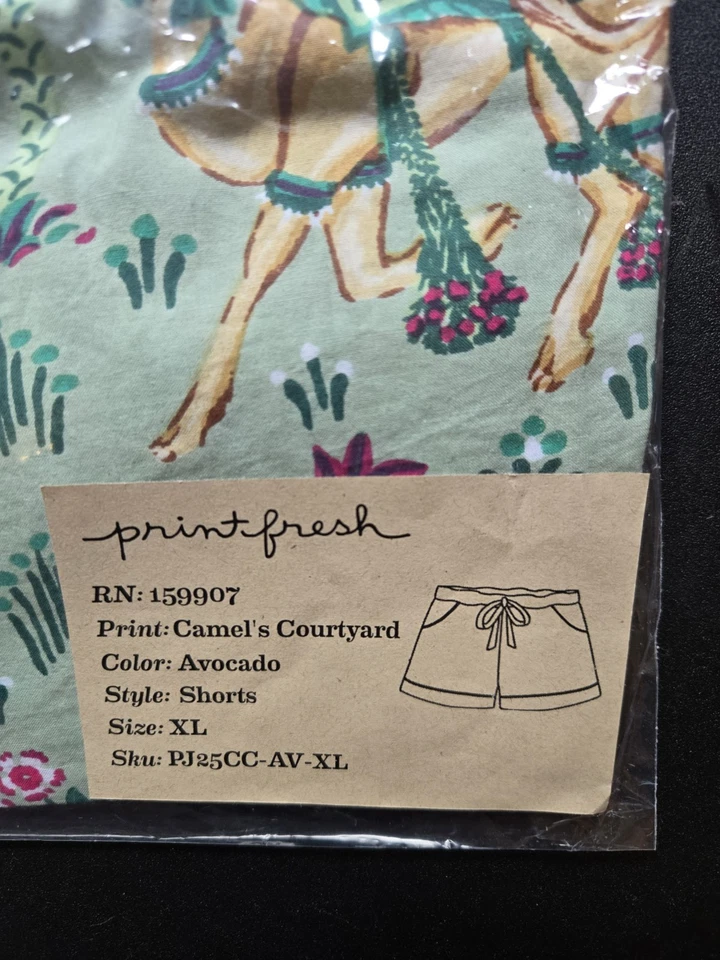 printfresh
RN: 159907
Print: Camel's Courtyard
Color: Avocado
Style: Shorts
Size: XL
Sku: PJ25CC-AV-XL